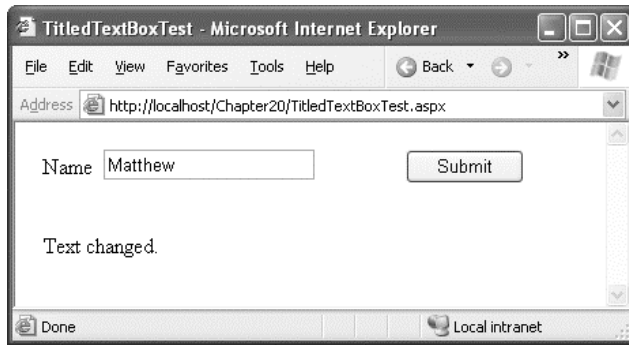 TitledTextBoxTest - Microsoft Internet Explorer
File Edit View Favorites Tools Help Back »
Address http://localhost/Chapter20/TitledTextBoxTest.aspx
Name Matthew Submit
Text changed.
Done Local intranet